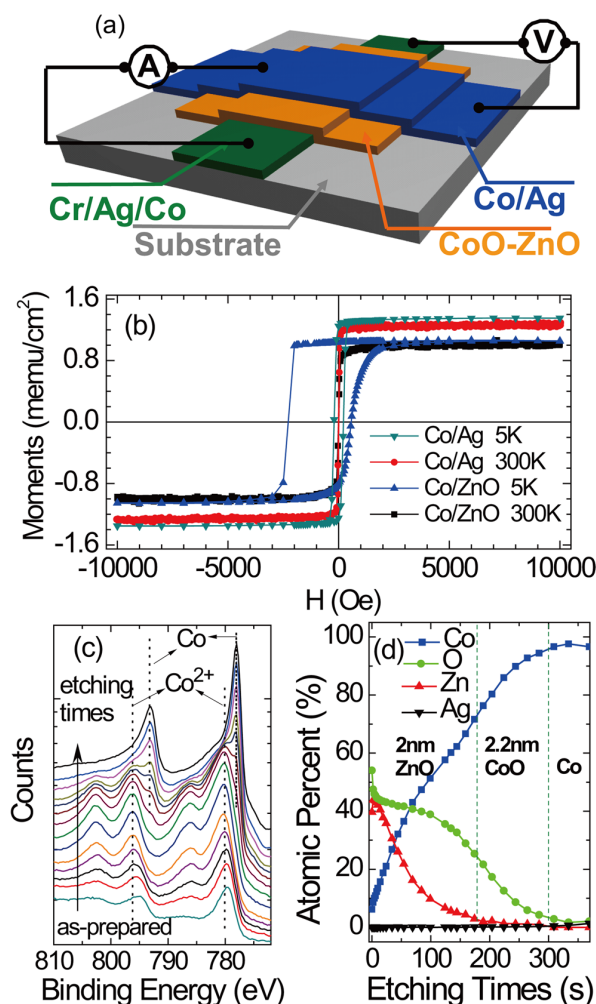 (a)
A
V
Cr/Ag/Co
Co/Ag
Substrate
CoO-ZnO
(b)
1.6
0.8
0.0
-0.8
-1.6
Moments (memu/cm²)
Co/Ag 5K
Co/Ag 300K
Co/ZnO 5K
Co/ZnO 300K
-10000 -5000 0 5000 10000
H (Oe)
(c)
Co
Co²⁺
etching
times
as-prepared
Counts
810 800 790 780
Binding Energy (eV)
(d)
Co
O
Zn
Ag
100
80
60
40
20
0
Atomic Percent (%)
2nm
ZnO
2.2nm
CoO
Co
0 100 200 300
Etching Times (s)